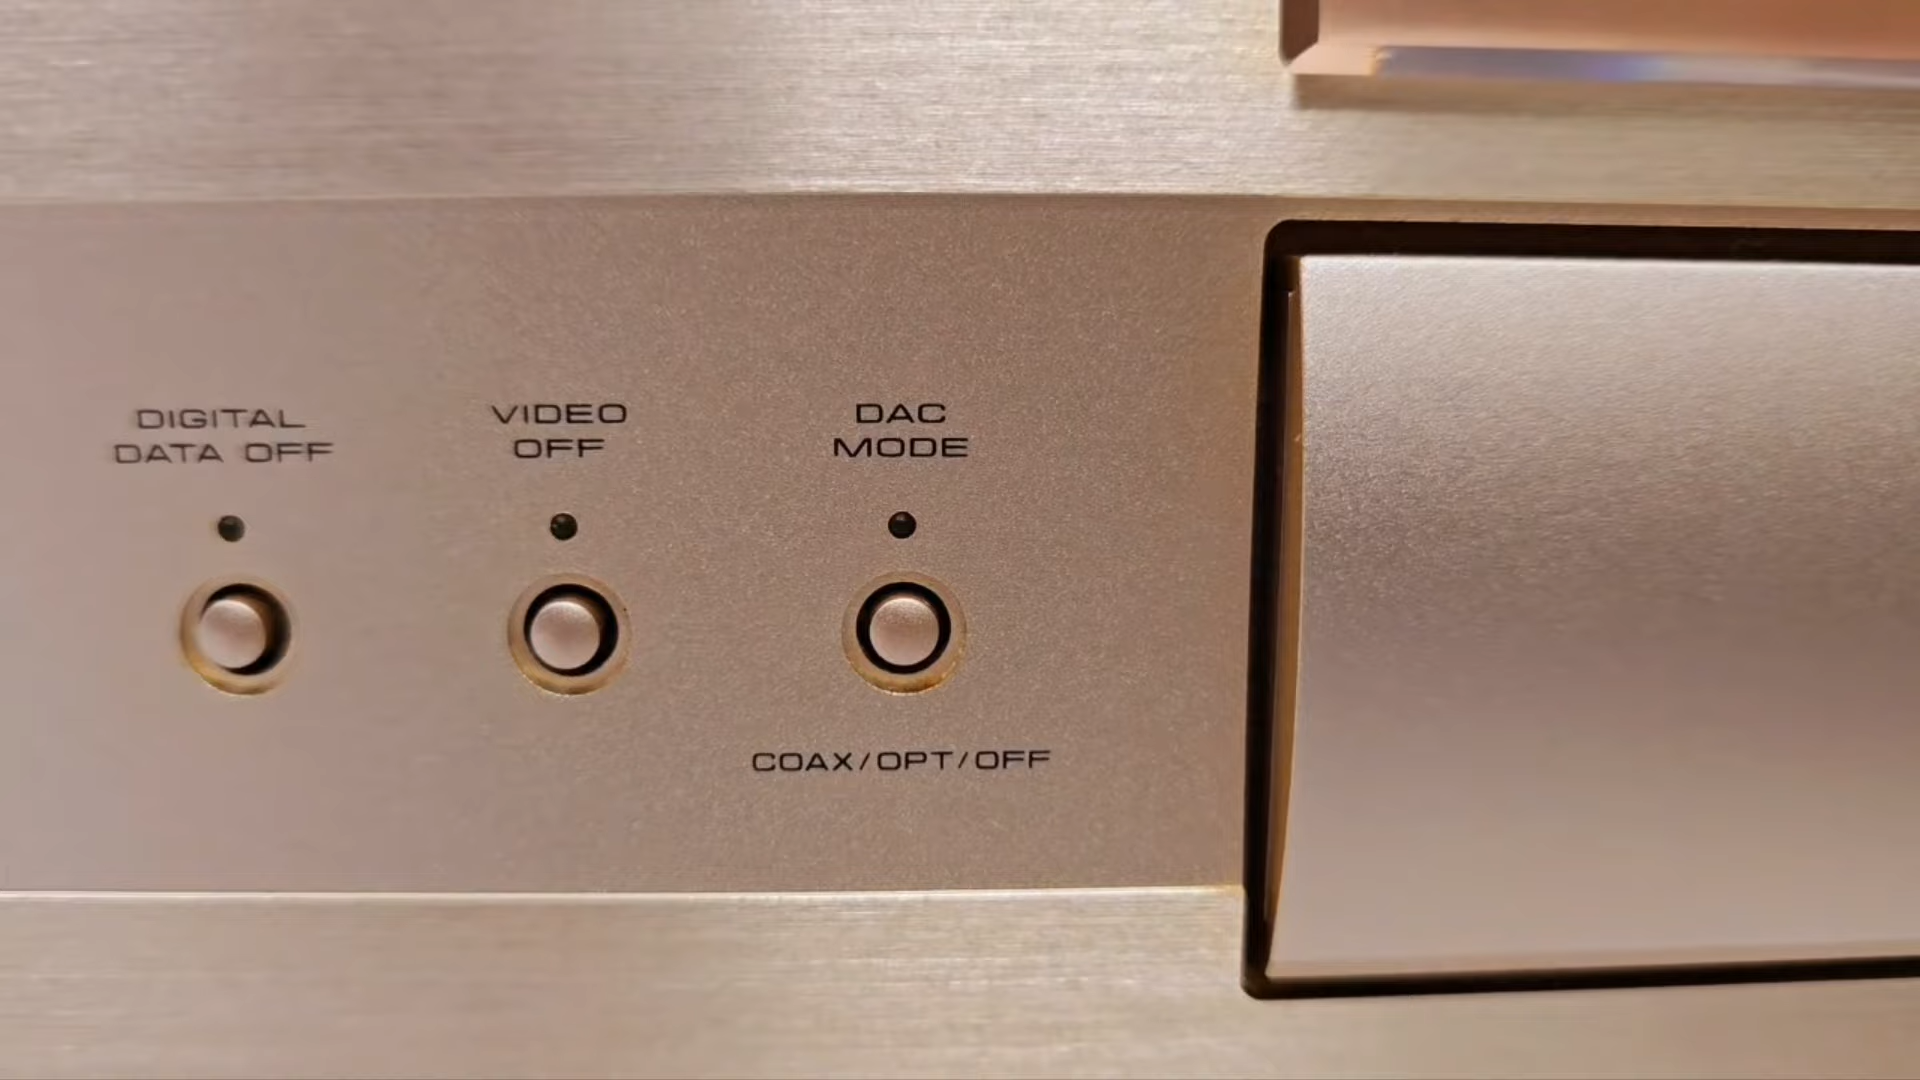 DIGITAL
DATA OFF
VIDEO
OFF
DAC
MODE
COAX/OPT/OFF